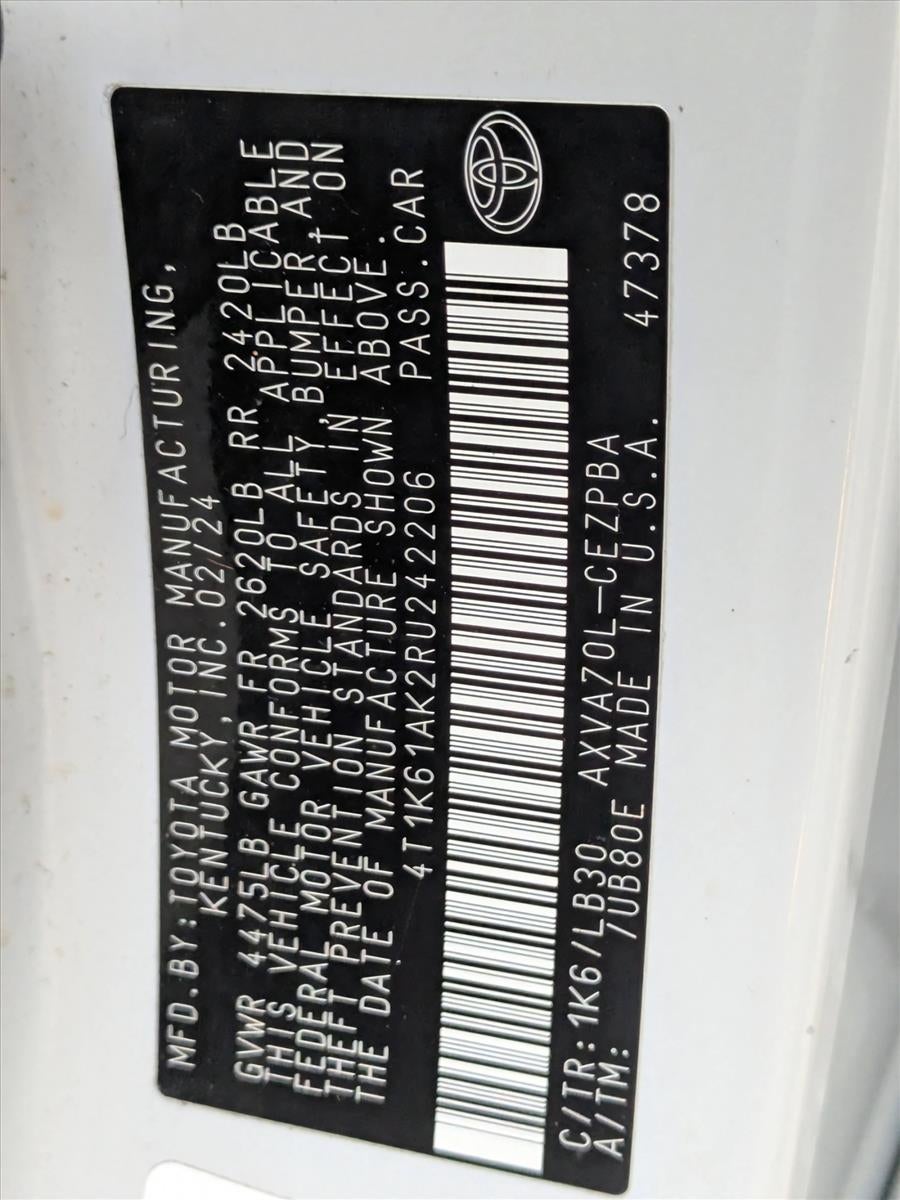 MFD.BY:TOYOTA MOTOR MANUFACTURING,
KENTUCKY, INC.02/24
GVWR 4475LB GAWR FR 2620LB RR 2420LB
THIS VEHICLE CONFORMS TO ALL APPLICABLE
FEDERAL MOTOR VEHICLE SAFETY, BUMPER, AND
THEFT PREVENTION STANDARDS IN EFFECT ON
THE DATE OF MANUFACTURE SHOWN ABOVE.
4T1K61AK2RU242206 PASS.CAR
C/TR:1K6/LB30 AXVA70L-CEZPBA 47378
A/TM: /UB80E MADE IN U.S.A.